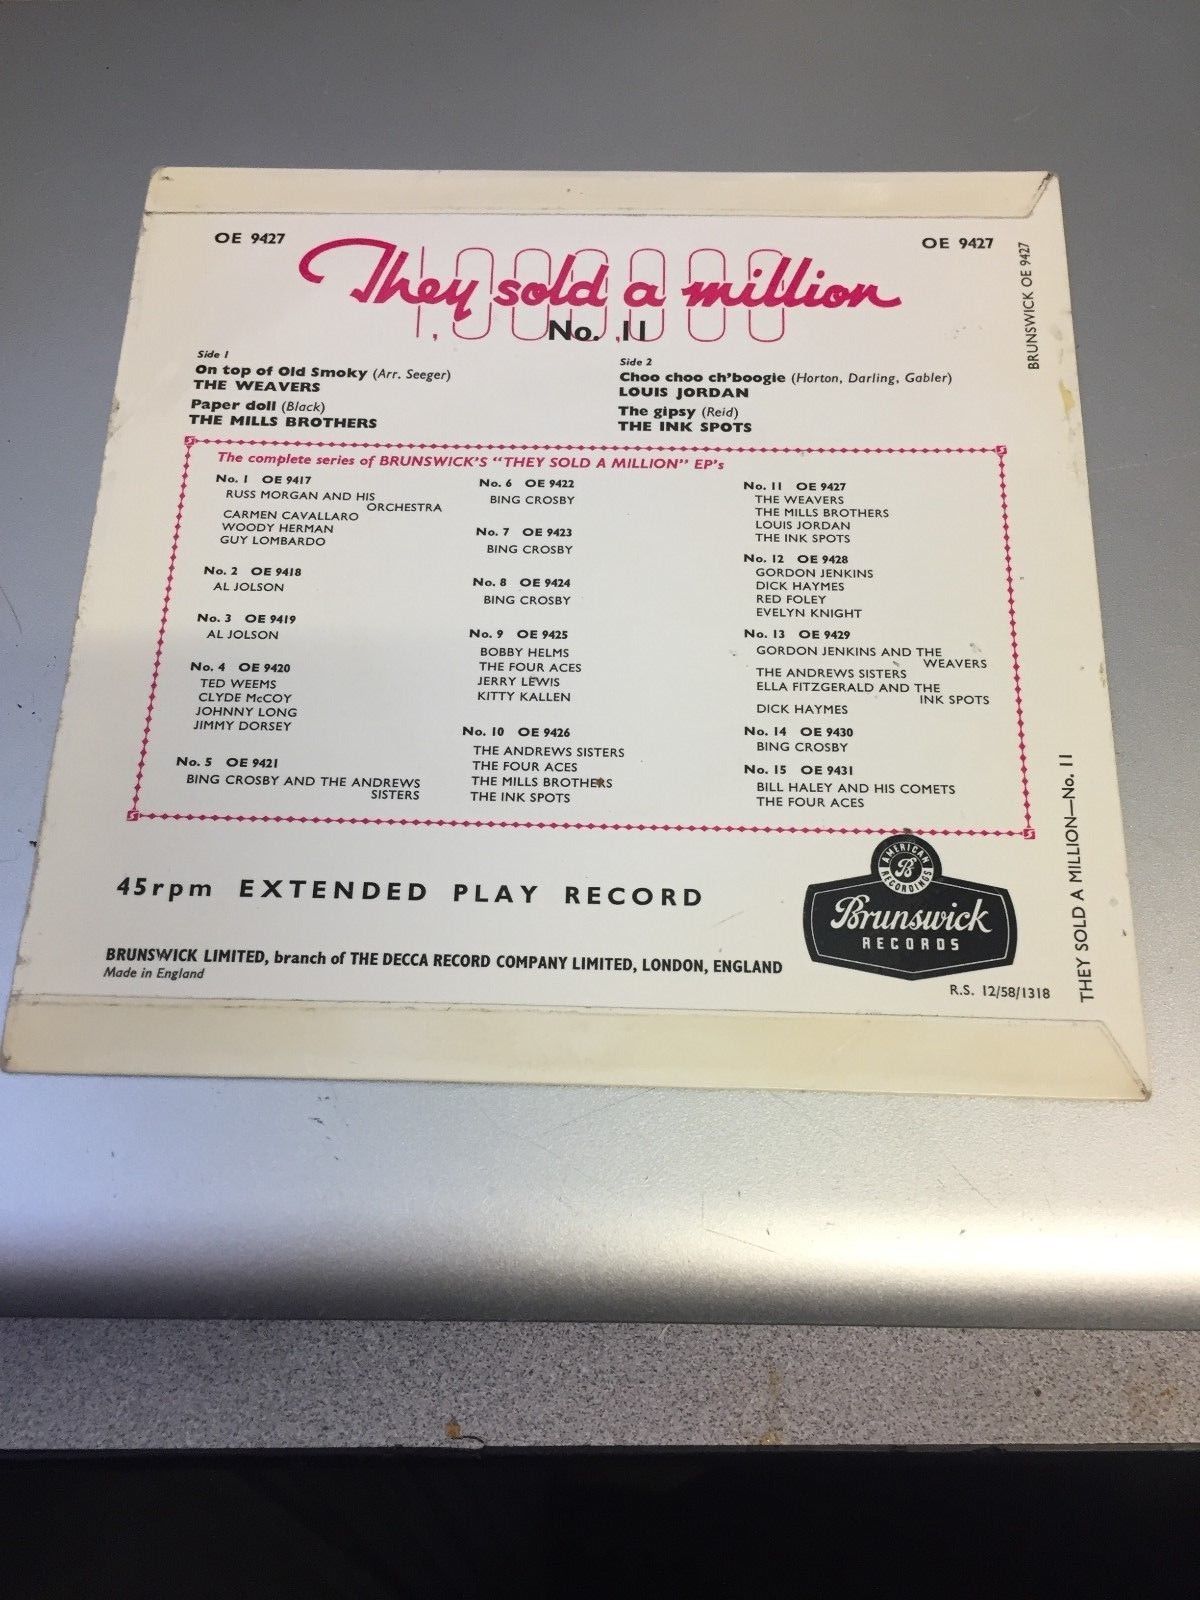 OE 9427
OE 9427
1,000,000
They sold a million
No. 11
Side 1
On top of Old Smoky (Arr. Seeger)
THE WEAVERS
Paper doll (Black)
THE MILLS BROTHERS
Side 2
Choo choo ch'boogie (Horton, Darling, Gabler)
LOUIS JORDAN
The gipsy (Reid)
THE INK SPOTS
The complete series of BRUNSWICK'S "THEY SOLD A MILLION" EP's
No. 1 OE 9417
RUSS MORGAN AND HIS
ORCHESTRA
CARMEN CAVALLARO
WOODY HERMAN
GUY LOMBARDO
No. 2 OE 9418
AL JOLSON
No. 3 OE 9419
AL JOLSON
No. 4 OE 9420
TED WEEMS
CLYDE McCOY
JOHNNY LONG
JIMMY DORSEY
No. 5 OE 9421
BING CROSBY AND THE ANDREWS
SISTERS
No. 6 OE 9422
BING CROSBY
No. 7 OE 9423
BING CROSBY
No. 8 OE 9424
BING CROSBY
No. 9 OE 9425
BOBBY HELMS
THE FOUR ACES
JERRY LEWIS
KITTY KALLEN
No. 10 OE 9426
THE ANDREWS SISTERS
THE FOUR ACES
THE MILLS BROTHERS
THE INK SPOTS
No. 11 OE 9427
THE WEAVERS
THE MILLS BROTHERS
LOUIS JORDAN
THE INK SPOTS
No. 12 OE 9428
GORDON JENKINS
DICK HAYMES
RED FOLEY
EVELYN KNIGHT
No. 13 OE 9429
GORDON JENKINS AND THE
WEAVERS
THE ANDREWS SISTERS
ELLA FITZGERALD AND THE
INK SPOTS
DICK HAYMES
No. 14 OE 9430
BING CROSBY
No. 15 OE 9431
BILL HALEY AND HIS COMETS
THE FOUR ACES
45rpm EXTENDED PLAY RECORD
AMERICAN
B
RECORDINGS
Brunswick
RECORDS
BRUNSWICK LIMITED, branch of THE DECCA RECORD COMPANY LIMITED, LONDON, ENGLAND
Made in England
R.S. 12/58/1318
BRUNSWICK OE 9427
THEY SOLD A MILLION—No. 11